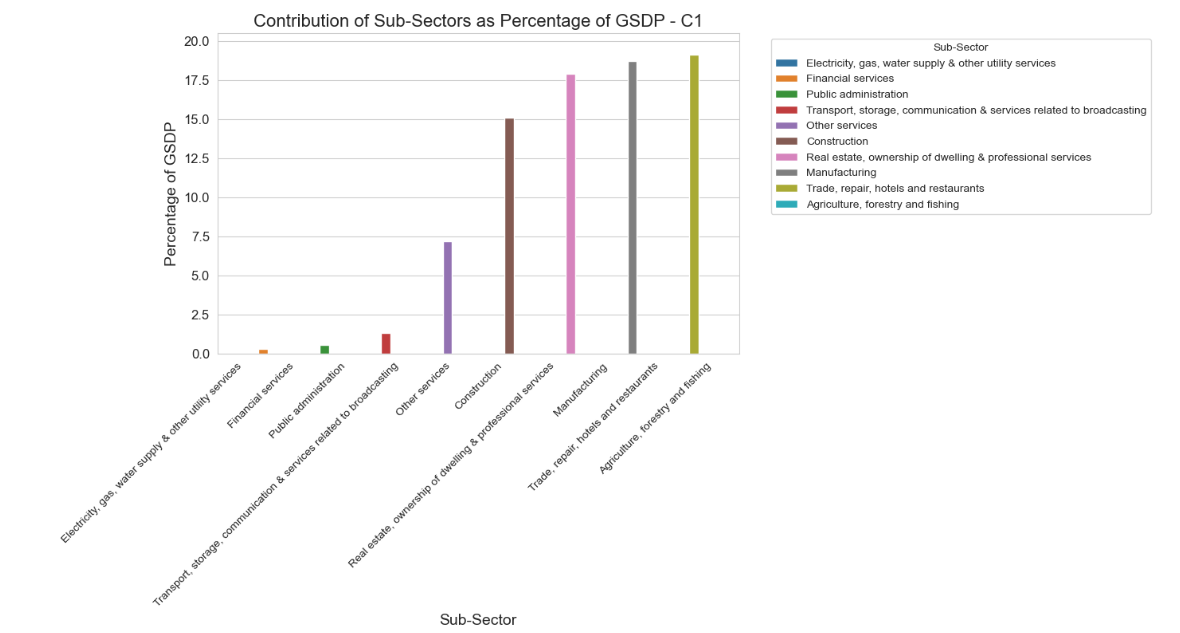 Contribution of Sub-Sectors as Percentage of GSDP - C1
Percentage of GSDP
20.0
17.5
15.0
12.5
10.0
7.5
5.0
2.5
0.0
Electricity, gas, water supply & other utility services
Financial services
Public administration
Transport, storage, communication & services related to broadcasting
Other services
Construction
Real estate, ownership of dwelling & professional services
Manufacturing
Trade, repair, hotels and restaurants
Agriculture, forestry and fishing
Sub-Sector
Sub-Sector
Electricity, gas, water supply & other utility services
Financial services
Public administration
Transport, storage, communication & services related to broadcasting
Other services
Construction
Real estate, ownership of dwelling & professional services
Manufacturing
Trade, repair, hotels and restaurants
Agriculture, forestry and fishing